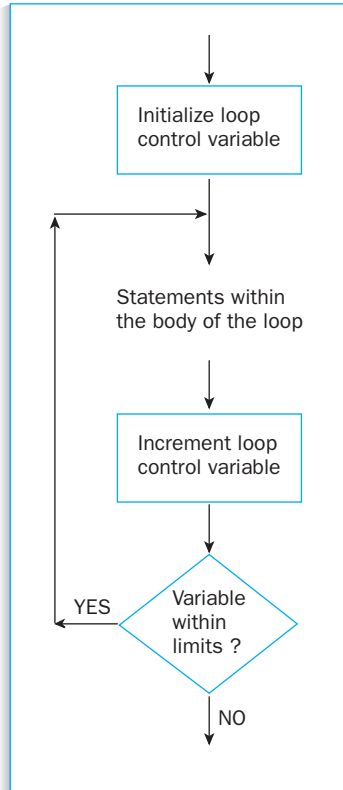 Initialize loop
control variable
Statements within
the body of the loop
Increment loop
control variable
Variable
within
limits ?
YES
NO